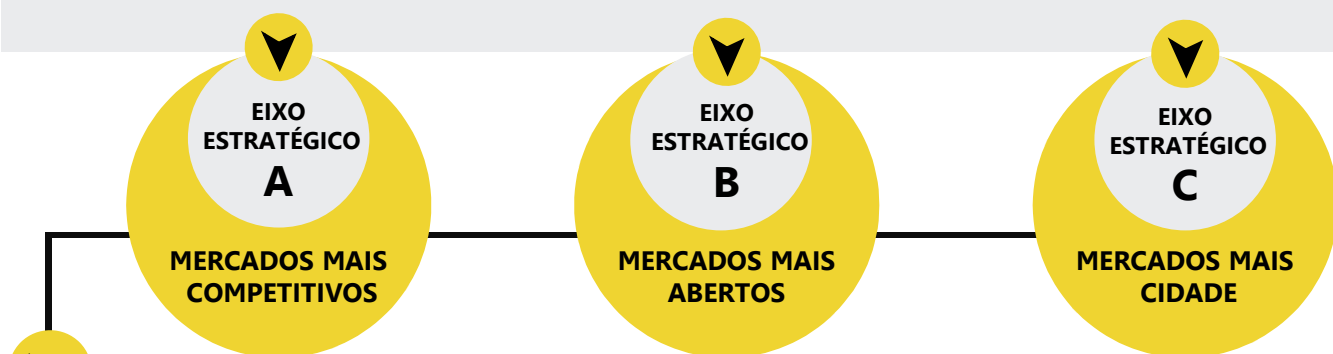 EIXO
ESTRATÉGICO
A
MERCADOS MAIS
COMPETITIVOS
EIXO
ESTRATÉGICO
B
MERCADOS MAIS
ABERTOS
EIXO
ESTRATÉGICO
C
MERCADOS MAIS
CIDADE